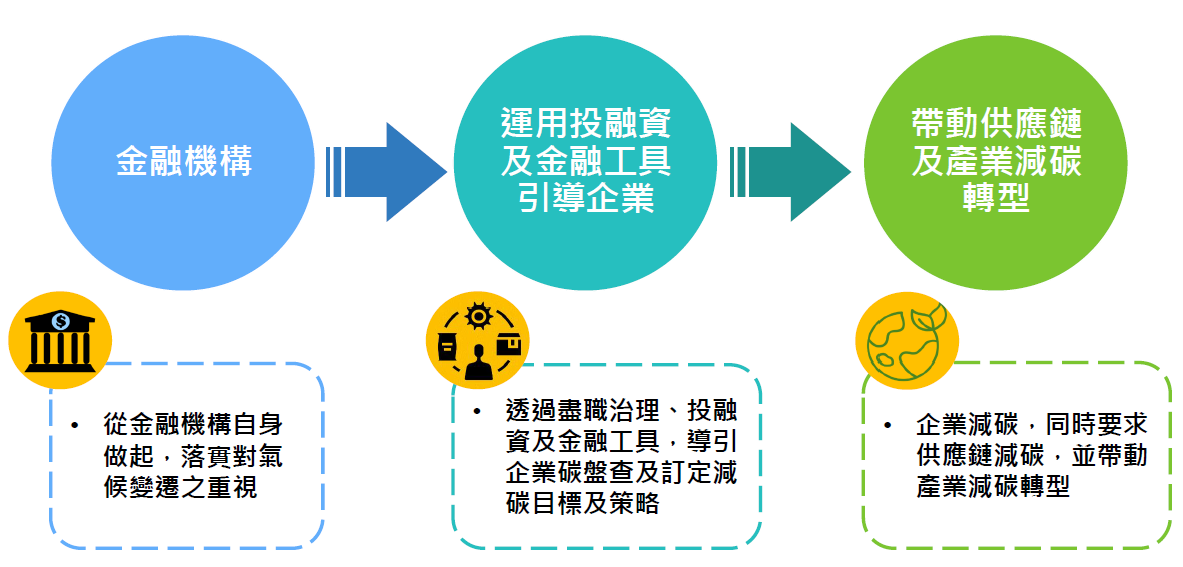 金融機構
運用投融資
及金融工具
引導企業
帶動供應鏈
及產業減碳
轉型
$
• 從金融機構自身
做起，落實對氣
候變遷之重視
• 透過盡職治理、投融
資及金融工具，導引
企業碳盤查及訂定減
碳目標及策略
• 企業減碳，同時要求
供應鏈減碳，並帶動
產業減碳轉型